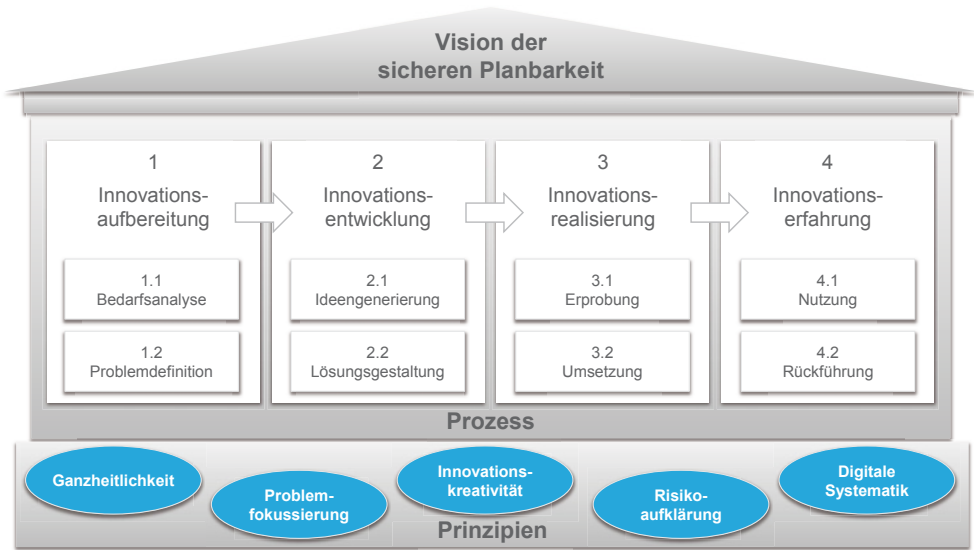 Vision der
sicheren Planbarkeit
1
Innovations-
aufbereitung
1.1
Bedarfsanalyse
1.2
Problemdefinition
2
Innovations-
entwicklung
2.1
Ideengenerierung
2.2
Lösungsgestaltung
3
Innovations-
realisierung
3.1
Erprobung
3.2
Umsetzung
4
Innovations-
erfahrung
4.1
Nutzung
4.2
Rückführung
Prozess
Ganzheitlichkeit
Problem-
fokussierung
Innovations-
kreativität
Risiko-
aufklärung
Digitale
Systematik
Prinzipien